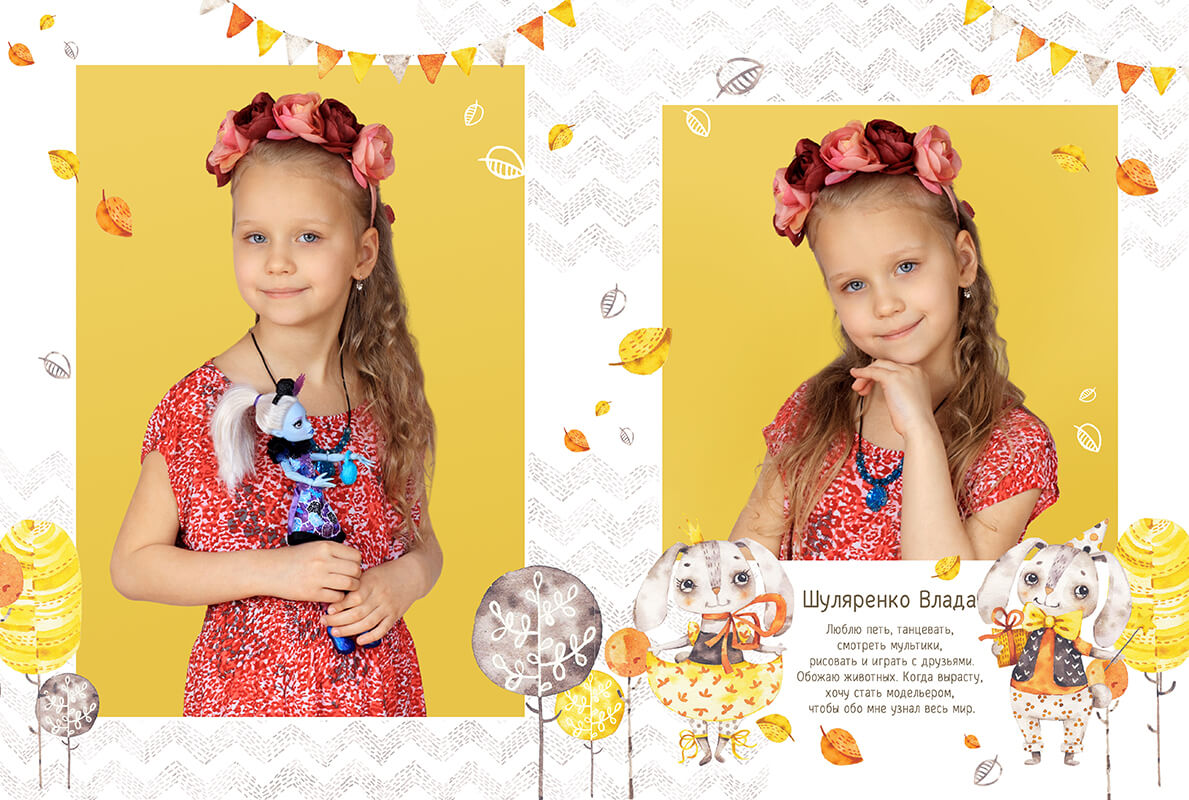 Шуляренко Влада
Люблю петь, танцевать,
смотреть мультики,
рисовать и играть с друзьями.
Обожаю животных. Когда вырасту,
хочу стать модельером,
чтобы обо мне узнал весь мир.